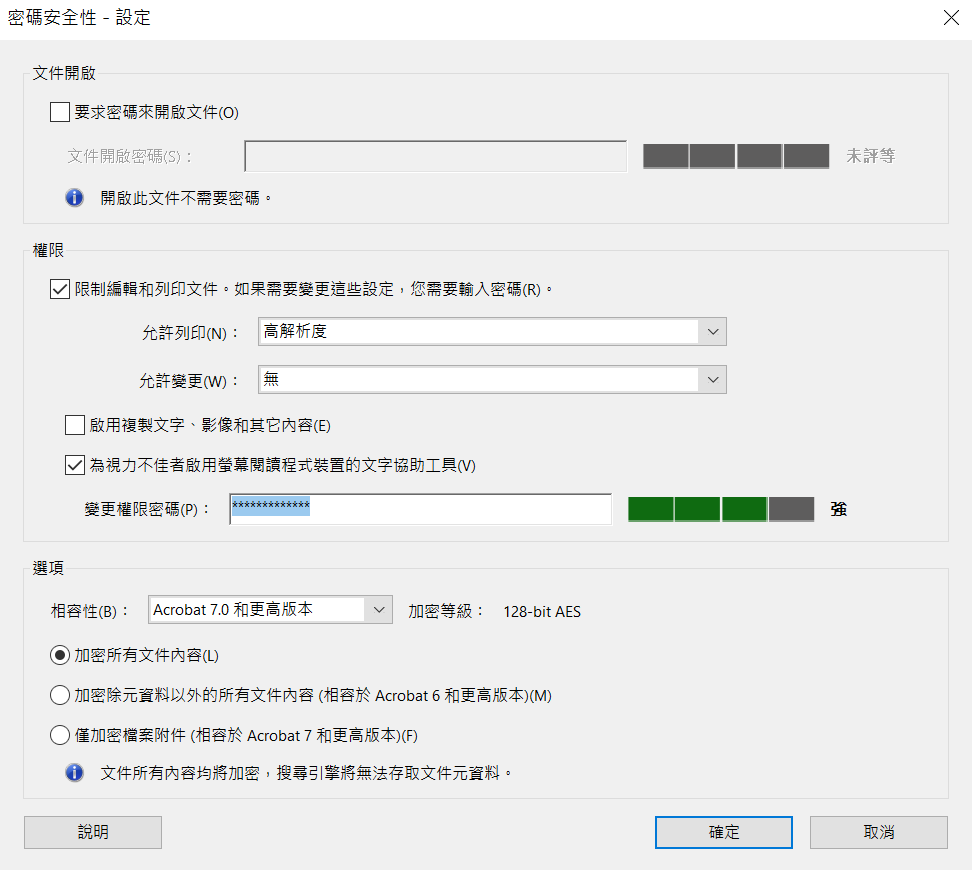 密碼安全性 - 設定
文件開啟
要求密碼來開啟文件(O)
文件開啟密碼(S)：
未評等
開啟此文件不需要密碼。
權限
限制編輯和列印文件。如果需要變更這些設定，您需要輸入密碼(R)。
允許列印(N)： 高解析度
允許變更(W)： 無
啟用複製文字、影像和其它內容(E)
為視力不佳者啟用螢幕閱讀程式裝置的文字協助工具(V)
變更權限密碼(P)： ************* 強
選項
相容性(B)： Acrobat 7.0 和更高版本 加密等級： 128-bit AES
加密所有文件內容(L)
加密除元資料以外的所有文件內容 (相容於 Acrobat 6 和更高版本)(M)
僅加密檔案附件 (相容於 Acrobat 7 和更高版本)(F)
文件所有內容均將加密，搜尋引擎將無法存取文件元資料。
說明 確定 取消